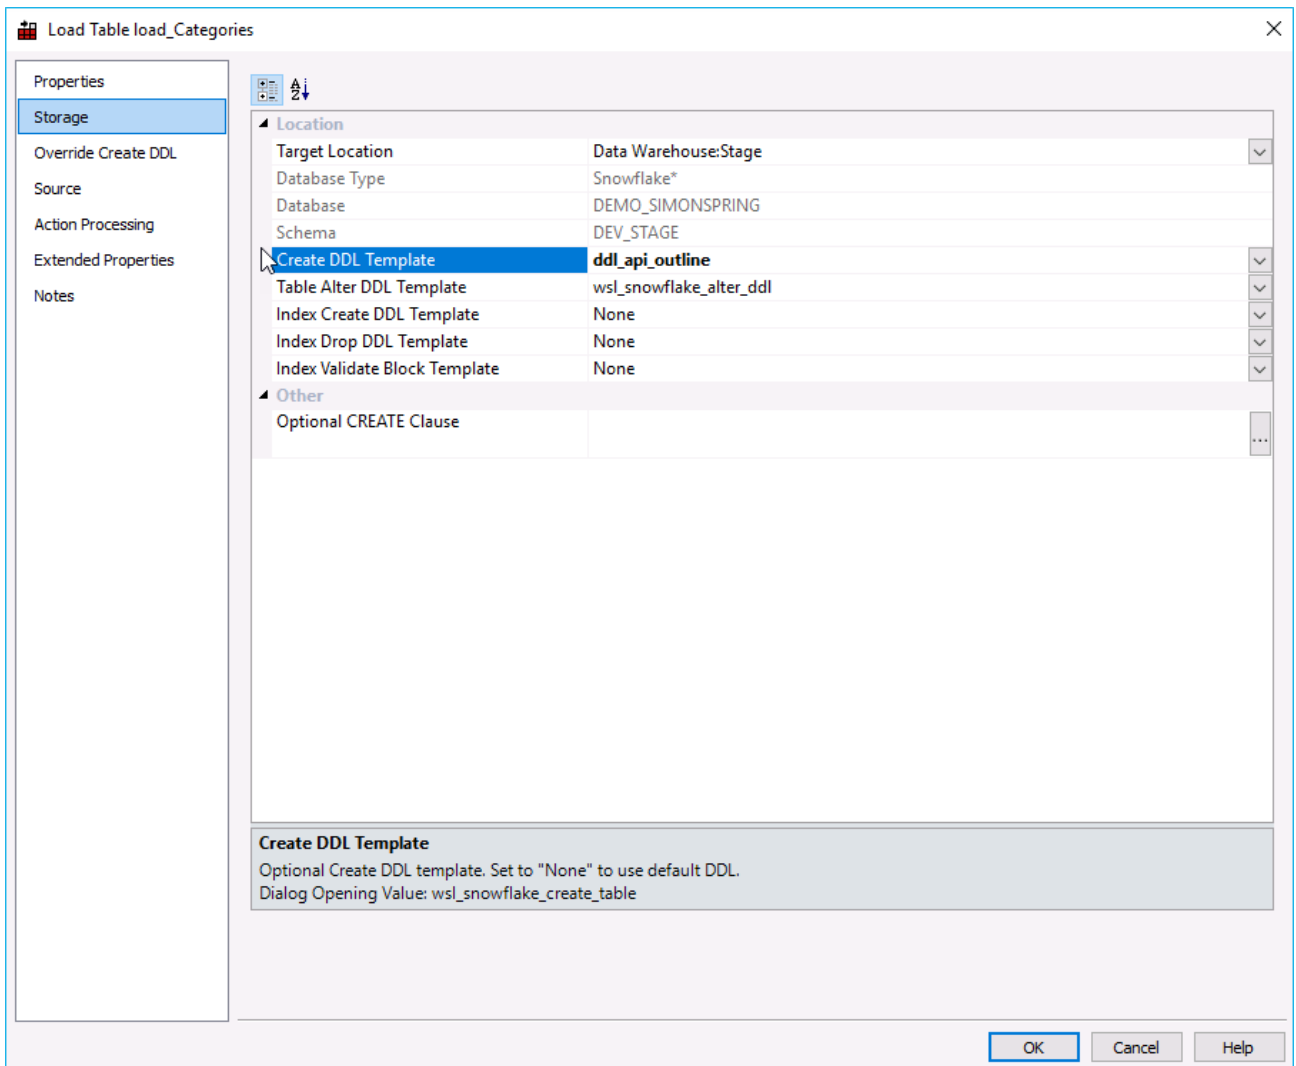 Load Table load_Categories
Properties
Storage
Override Create DDL
Source
Action Processing
Extended Properties
Notes
Location
Target Location Data Warehouse:Stage
Database Type Snowflake*
Database DEMO_SIMONSPRING
Schema DEV_STAGE
Create DDL Template ddl_api_outline
Table Alter DDL Template wsl_snowflake_alter_ddl
Index Create DDL Template None
Index Drop DDL Template None
Index Validate Block Template None
Other
Optional CREATE Clause
...
Create DDL Template
Optional Create DDL template. Set to "None" to use default DDL.
Dialog Opening Value: wsl_snowflake_create_table
OK Cancel Help